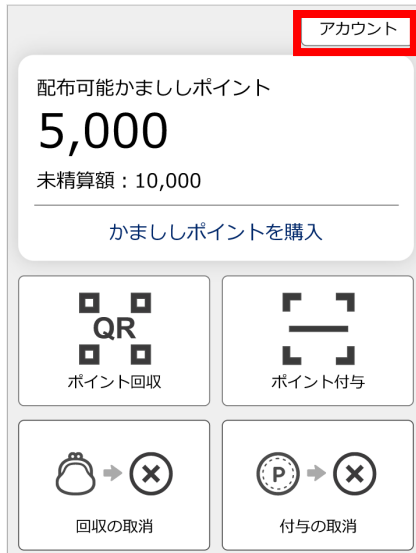 アカウント
配布可能かまししポイント
5,000
未精算額：10,000
かまししポイントを購入
QR
ポイント回収
ポイント付与
P
回収の取消
付与の取消